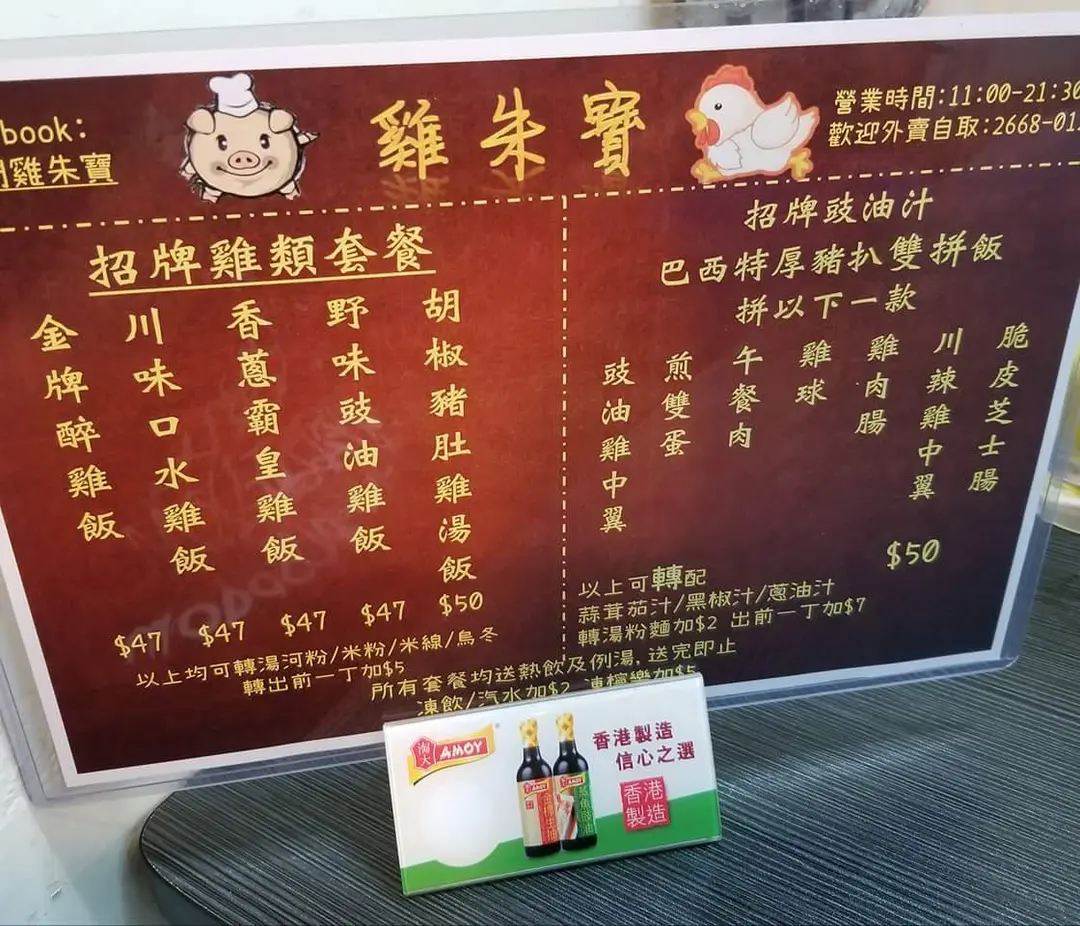 book:
雞朱寶
雞朱寶
營業時間:11:00-21:30
歡迎外賣自取:2668-01
招牌雞類套餐
金牌醉雞飯
川味口水雞飯
香蔥霸皇雞飯
野味豉油雞飯
胡椒豬肚雞湯飯
$47 $47 $47 $47 $50
以上均可轉湯河粉/米粉/米線/烏冬
轉出前一丁加$5
招牌豉油汁
巴西特厚豬扒雙拼飯
拼以下一款
豉油雞中翼
煎雙蛋
午餐肉
雞球
雞肉腸
川辣雞中翼
脆皮芝士腸
$50
以上可轉配
蒜茸茄汁/黑椒汁/蔥油汁
轉湯粉麵加$2 出前一丁加$7
所有套餐均送熱飲及例湯,送完即止
凍飲/汽水加$2 凍檸樂加$5
淘大 AMOY
香港製造
信心之選
香港
製造